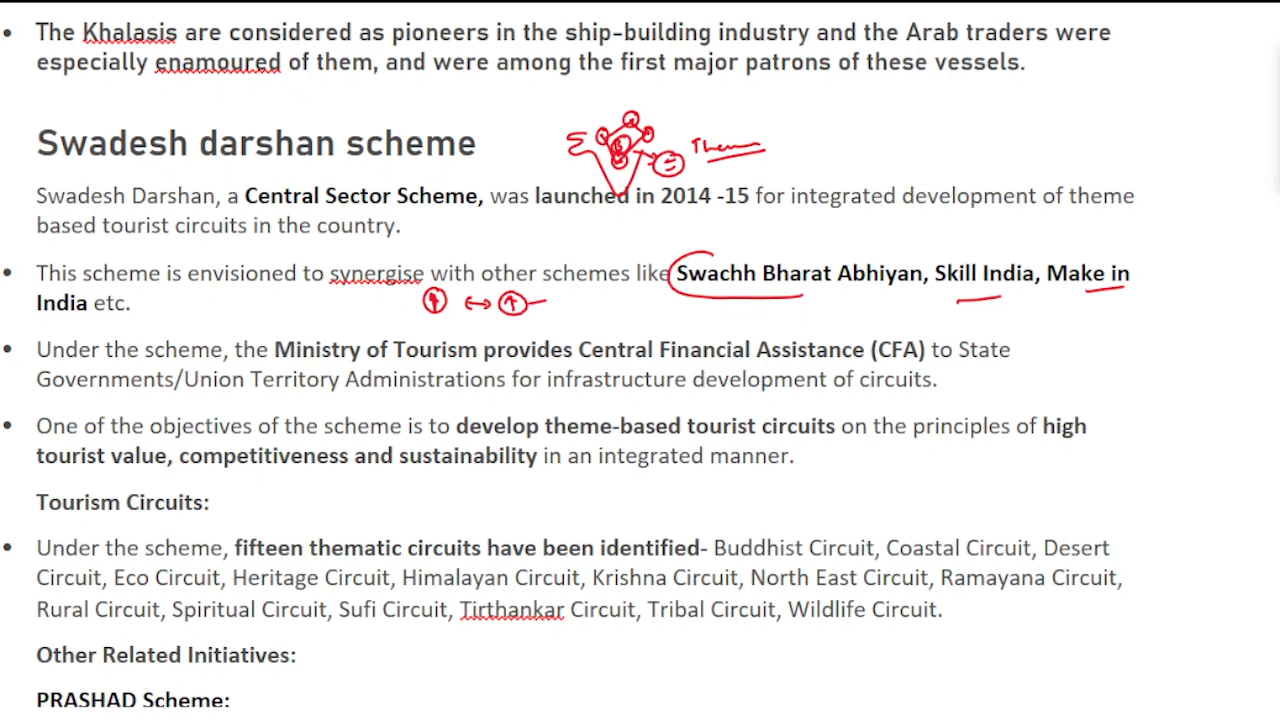 The Khalasis are considered as pioneers in the ship-building industry and the Arab traders were
especially enamoured of them, and were among the first major patrons of these vessels.
Swadesh darshan scheme
Swadesh Darshan, a Central Sector Scheme, was launched in 2014 -15 for integrated development of theme
based tourist circuits in the country.
This scheme is envisioned to synergise with other schemes like Swachh Bharat Abhiyan, Skill India, Make in
India etc.
Under the scheme, the Ministry of Tourism provides Central Financial Assistance (CFA) to State
Governments/Union Territory Administrations for infrastructure development of circuits.
One of the objectives of the scheme is to develop theme-based tourist circuits on the principles of high
tourist value, competitiveness and sustainability in an integrated manner.
Tourism Circuits:
Under the scheme, fifteen thematic circuits have been identified- Buddhist Circuit, Coastal Circuit, Desert
Circuit, Eco Circuit, Heritage Circuit, Himalayan Circuit, Krishna Circuit, North East Circuit, Ramayana Circuit,
Rural Circuit, Spiritual Circuit, Sufi Circuit, Tirthankar Circuit, Tribal Circuit, Wildlife Circuit.
Other Related Initiatives:
PRASHAD Scheme: